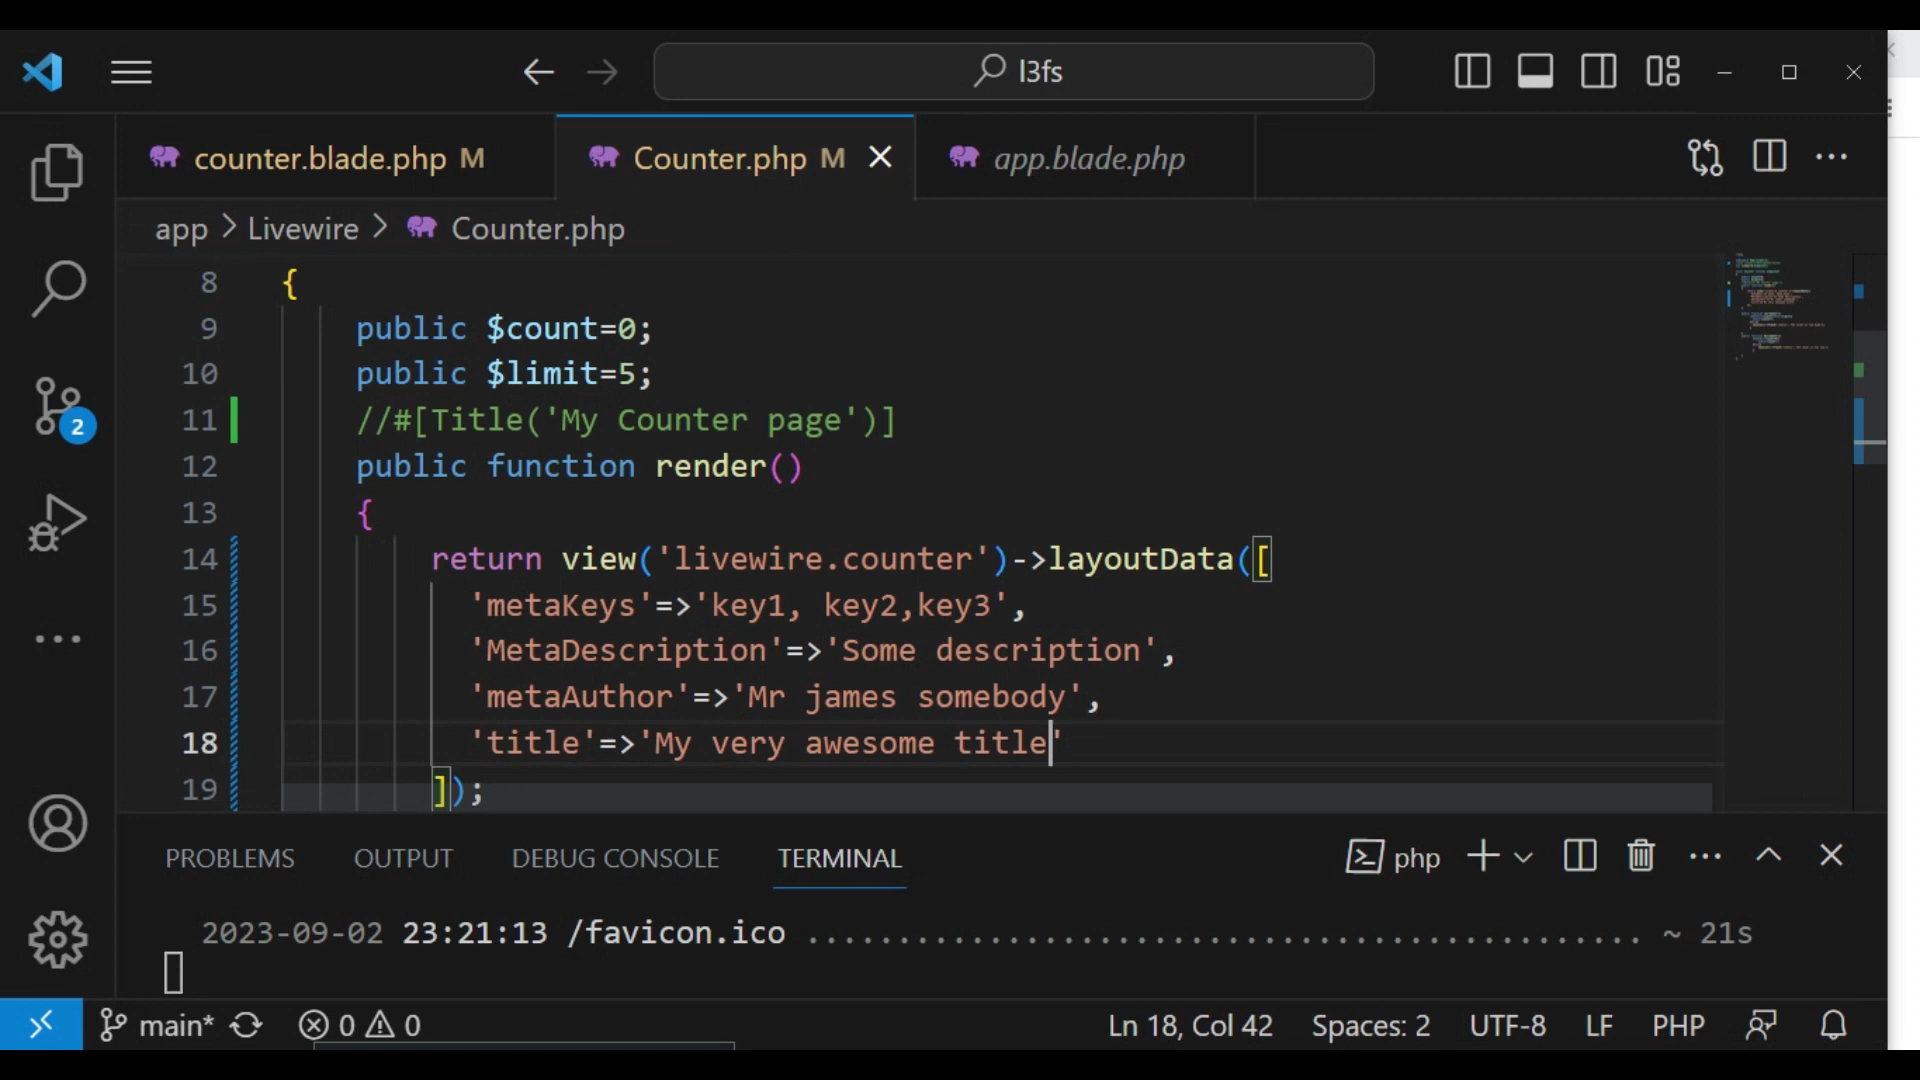 l3fs
counter.blade.php M
Counter.php M
app.blade.php
app > Livewire > Counter.php
8 {
9 public $count=0;
10 public $limit=5;
11 //#[Title('My Counter page')]
12 public function render()
13 {
14 return view('livewire.counter')->layoutData([
15 'metaKeys'=>'key1, key2,key3',
16 'MetaDescription'=>'Some description',
17 'metaAuthor'=>'Mr james somebody',
18 'title'=>'My very awesome title'
19 ]);
2
PROBLEMS OUTPUT DEBUG CONSOLE TERMINAL php
2023-09-02 23:21:13 /favicon.ico .............................................. ~ 21s
main* 0 0 Ln 18, Col 42 Spaces: 2 UTF-8 LF PHP